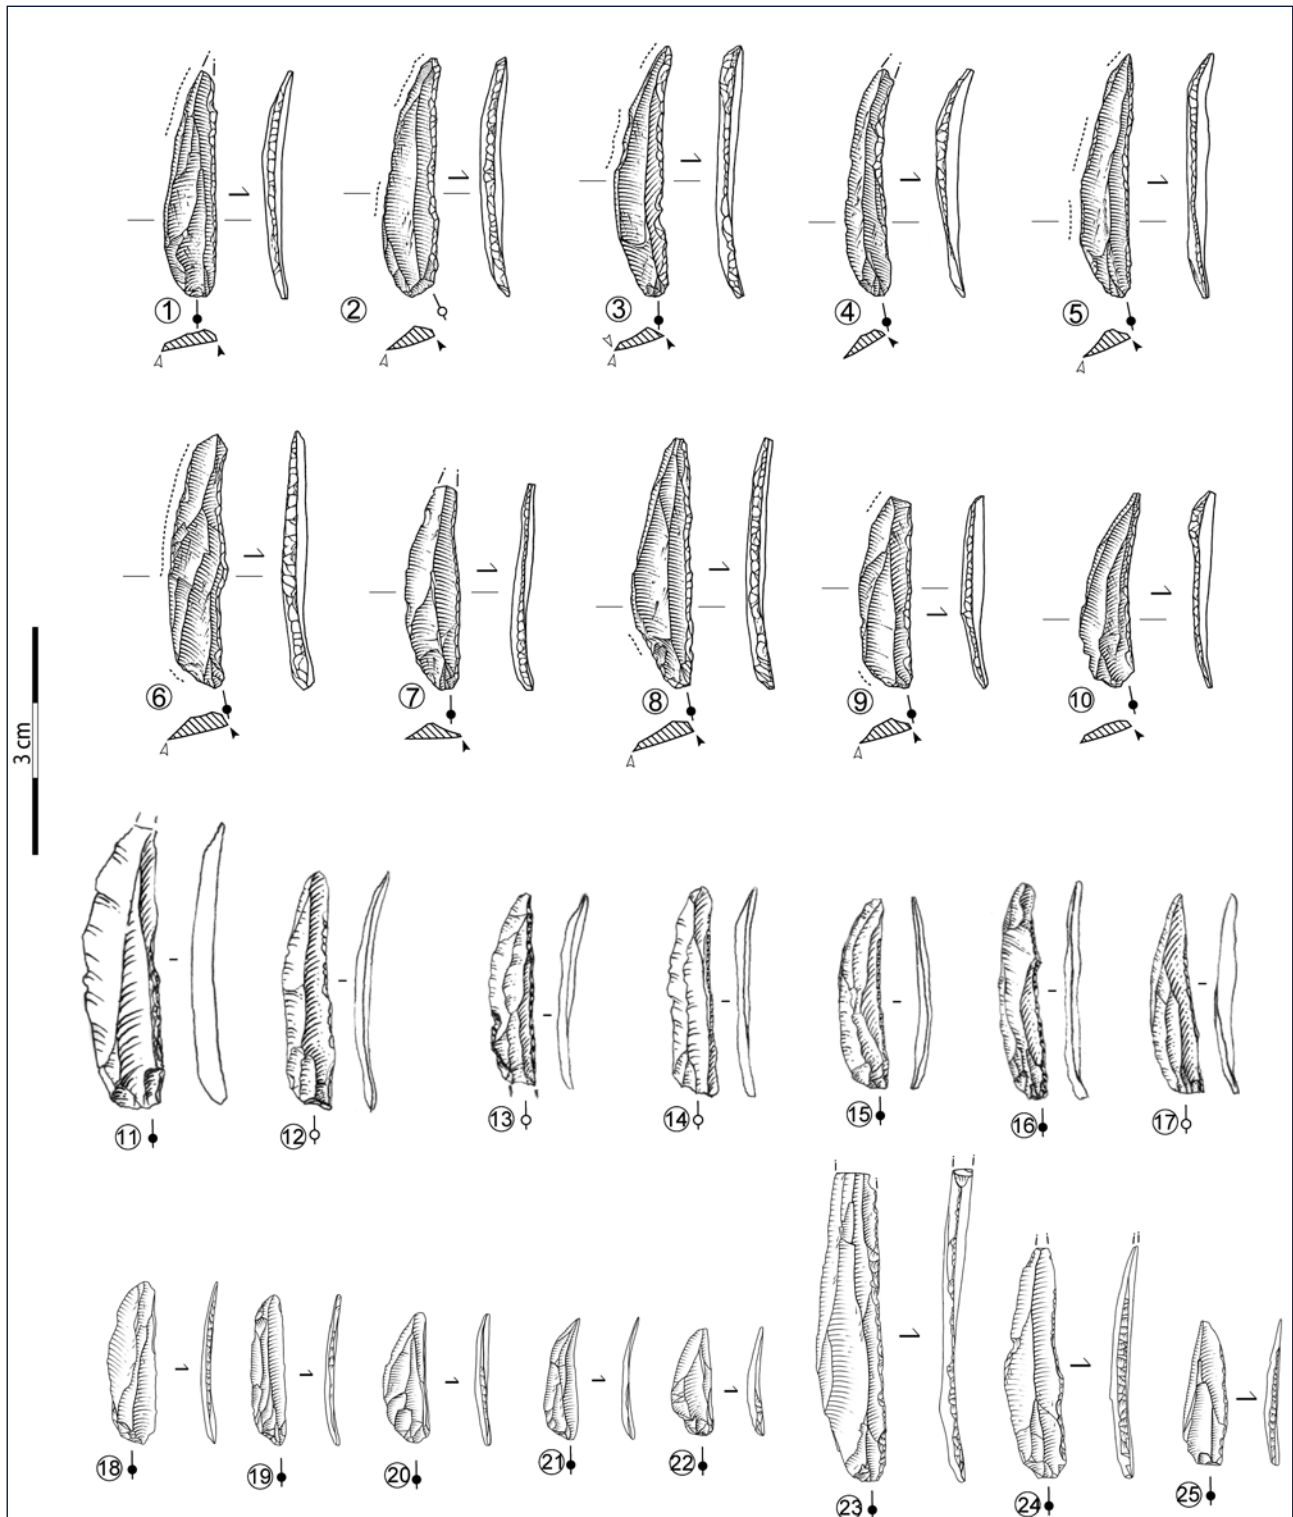 ① ② ③ ④ ⑤
⑥ ⑦ ⑧ ⑨ ⑩
3 cm
⑪ ⑫ ⑬ ⑭ ⑮ ⑯ ⑰
⑱ ⑲ ⑳ ㉑ ㉒ ㉓ ㉔ ㉕